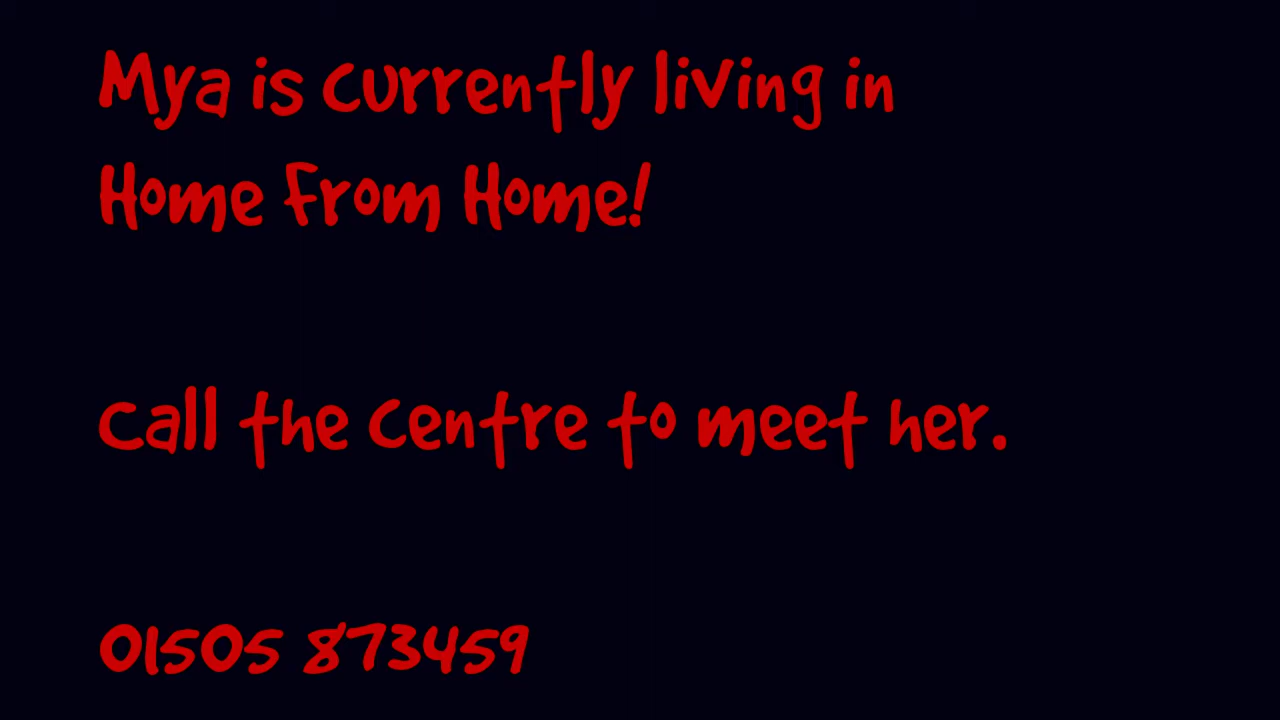 Mya is currently living in
Home From Home!
Call the centre to meet her.
01505 873459